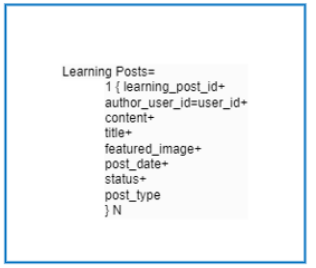 Learning Posts=
1 { learning_post_id+
author_user_id=user_id+
content+
title+
featured_image+
post_date+
status+
post_type
} N